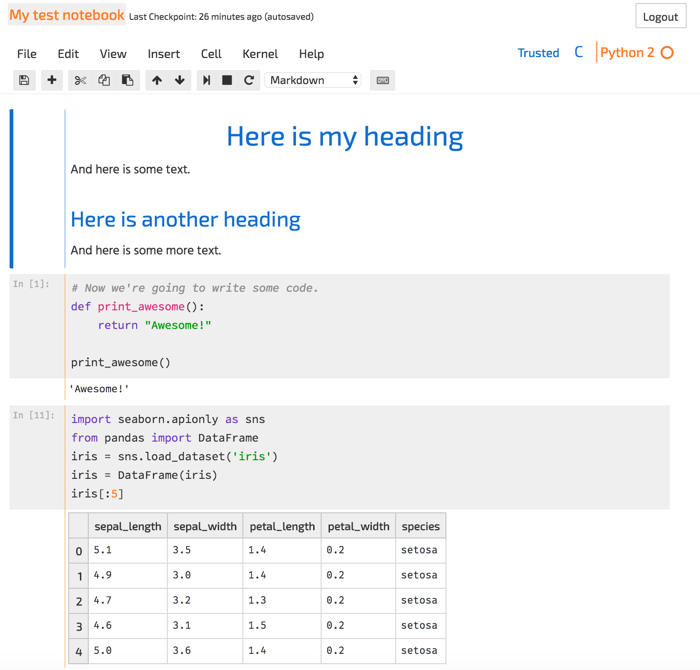 My test notebook Last Checkpoint: 26 minutes ago (autosaved) Logout
File Edit View Insert Cell Kernel Help Trusted C Python 2
Markdown
Here is my heading
And here is some text.
Here is another heading
And here is some more text.
In [1]: # Now we're going to write some code.
def print_awesome():
    return "Awesome!"
print_awesome()
'Awesome!'
In [11]: import seaborn.apionly as sns
from pandas import DataFrame
iris = sns.load_dataset('iris')
iris = DataFrame(iris)
iris[:5]
sepal_length sepal_width petal_length petal_width species
0 5.1 3.5 1.4 0.2 setosa
1 4.9 3.0 1.4 0.2 setosa
2 4.7 3.2 1.3 0.2 setosa
3 4.6 3.1 1.5 0.2 setosa
4 5.0 3.6 1.4 0.2 setosa